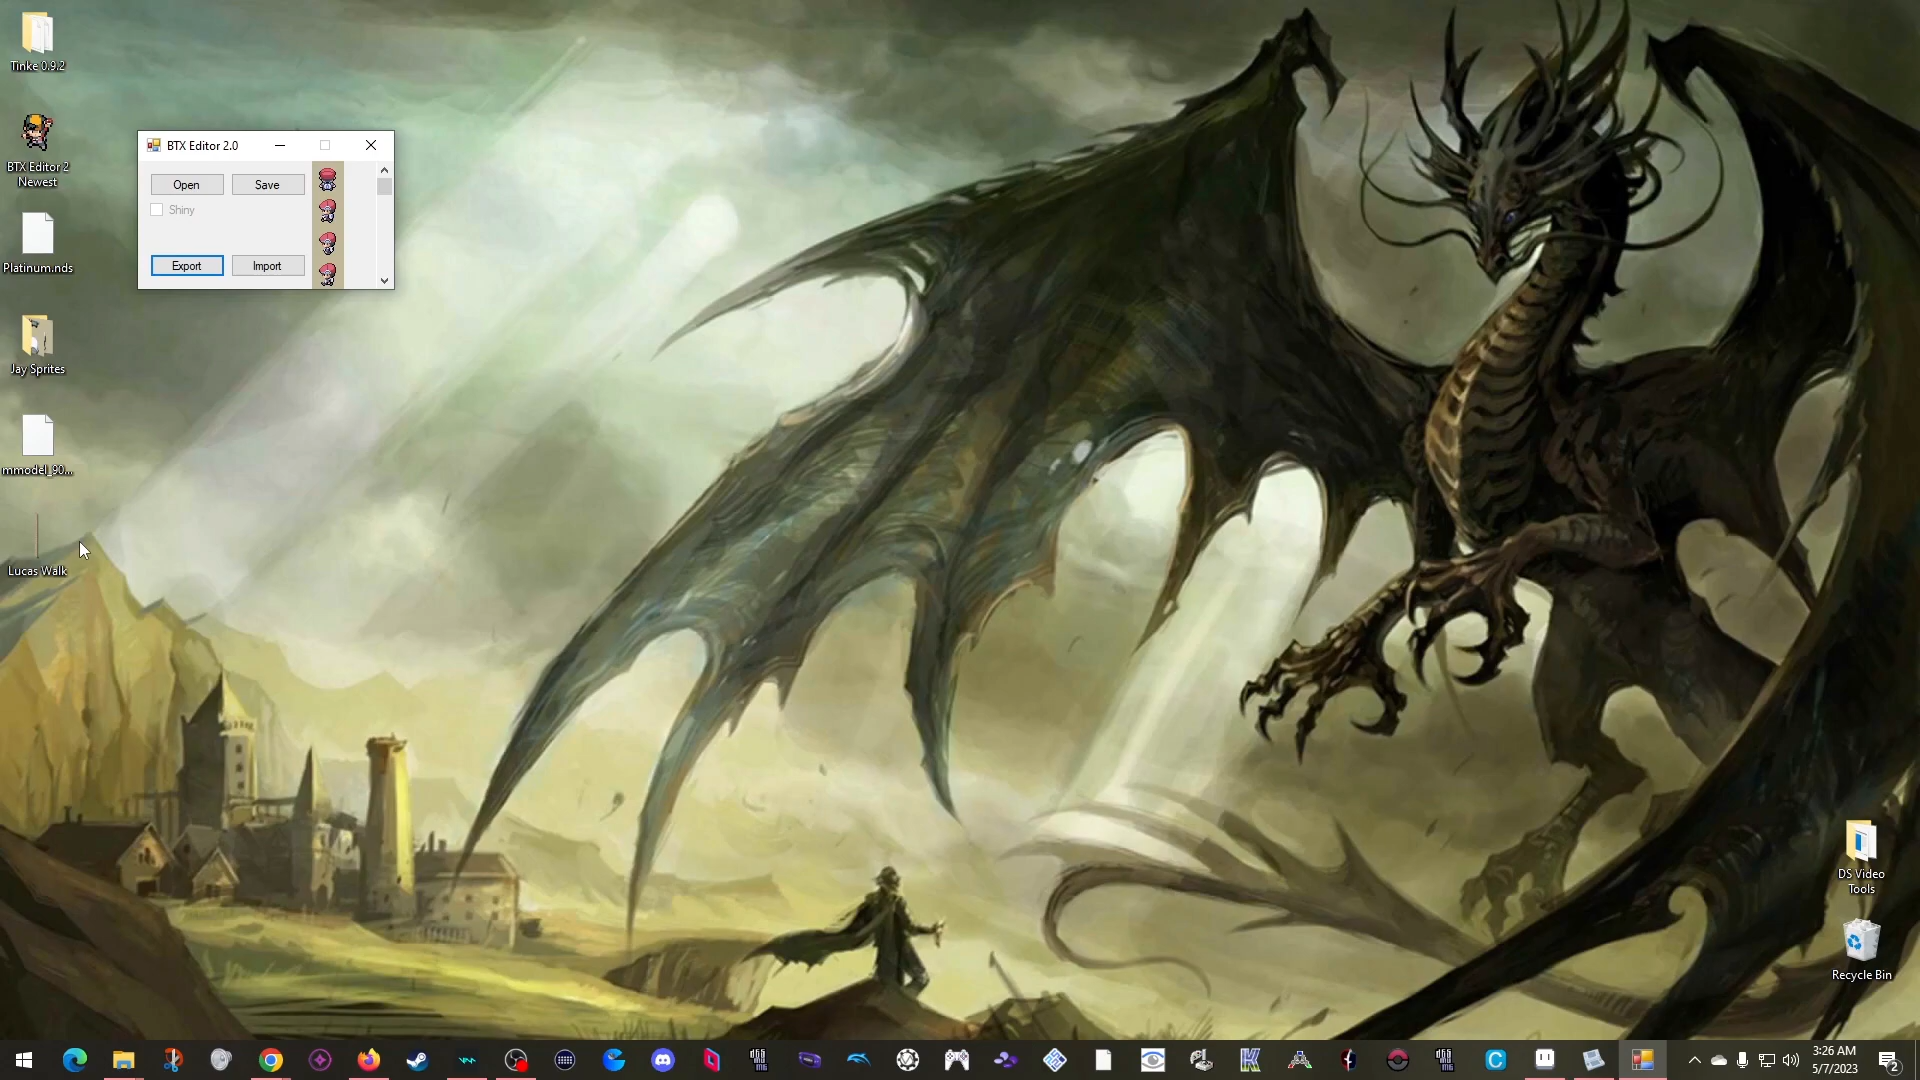 Tinke 0.9.2
BTX Editor 2
Newest
Platinum.nds
Jay Sprites
mmodel_90...
Lucas Walk
BTX Editor 2.0
Open
Save
Shiny
Export
Import
DS Video
Tools
Recycle Bin
3:26 AM
5/7/2023
2